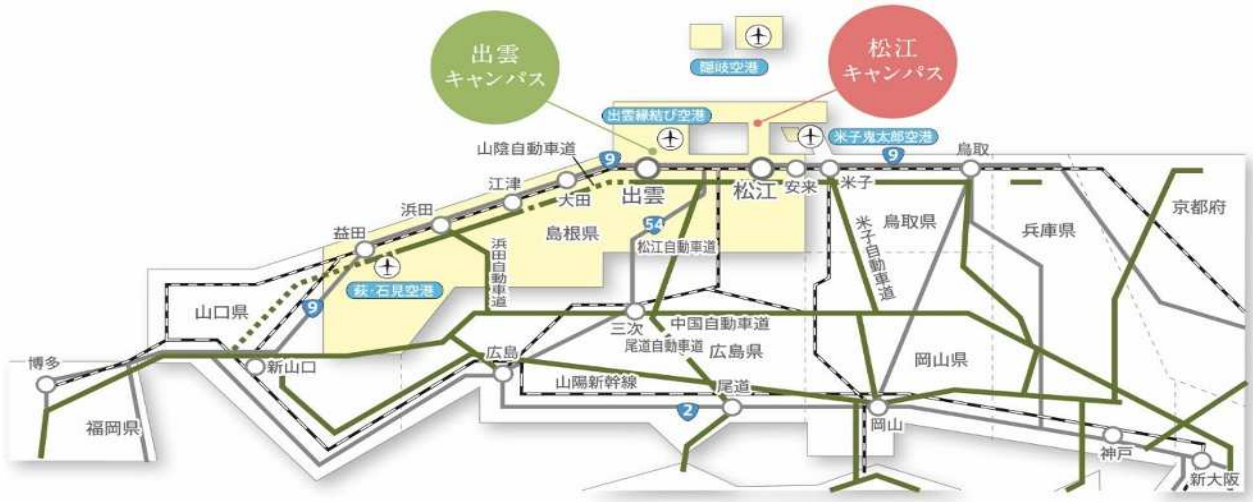 出雲
キャンパス
松江
キャンパス
隠岐空港
出雲縁結び空港
米子鬼太郎空港
山陰自動車道
9
9
鳥取
江津
大田
出雲
松江
安来
米子
浜田
益田
島根県
54
松江自動車道
浜田自動車道
米子自動車道
鳥取県
兵庫県
京都府
萩・石見空港
9
山口県
三次
中国自動車道
尾道自動車道
広島県
岡山県
博多
新山口
広島
山陽新幹線
尾道
2
岡山
福岡県
神戸
新大阪